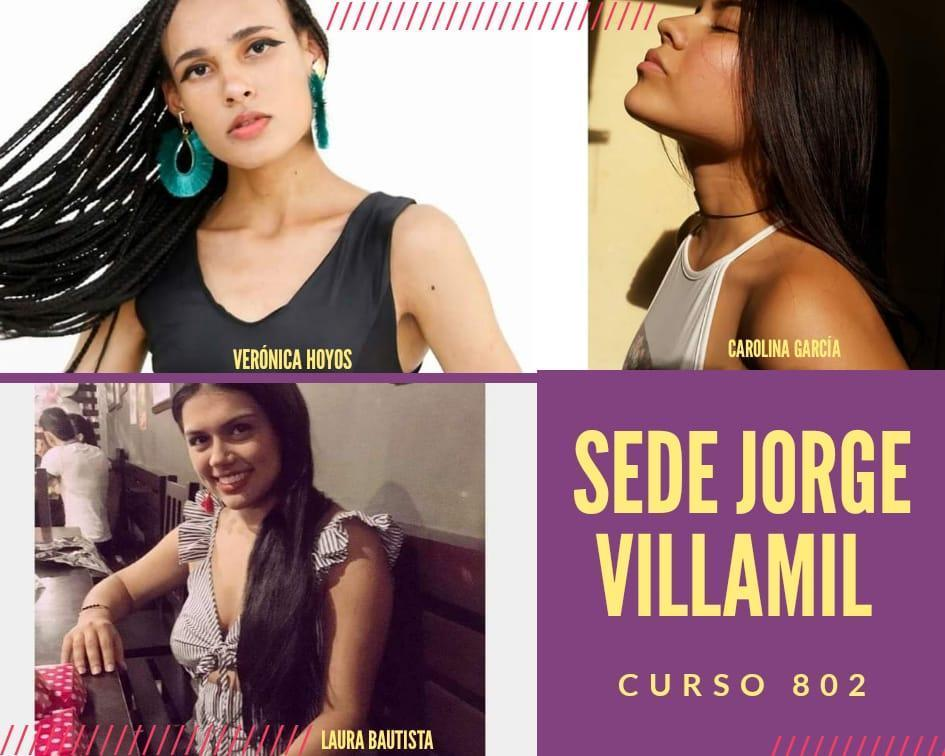 VERÓNICA HOYOS
CAROLINA GARCÍA
LAURA BAUTISTA
SEDE JORGE
VILLAMIL
CURSO 802